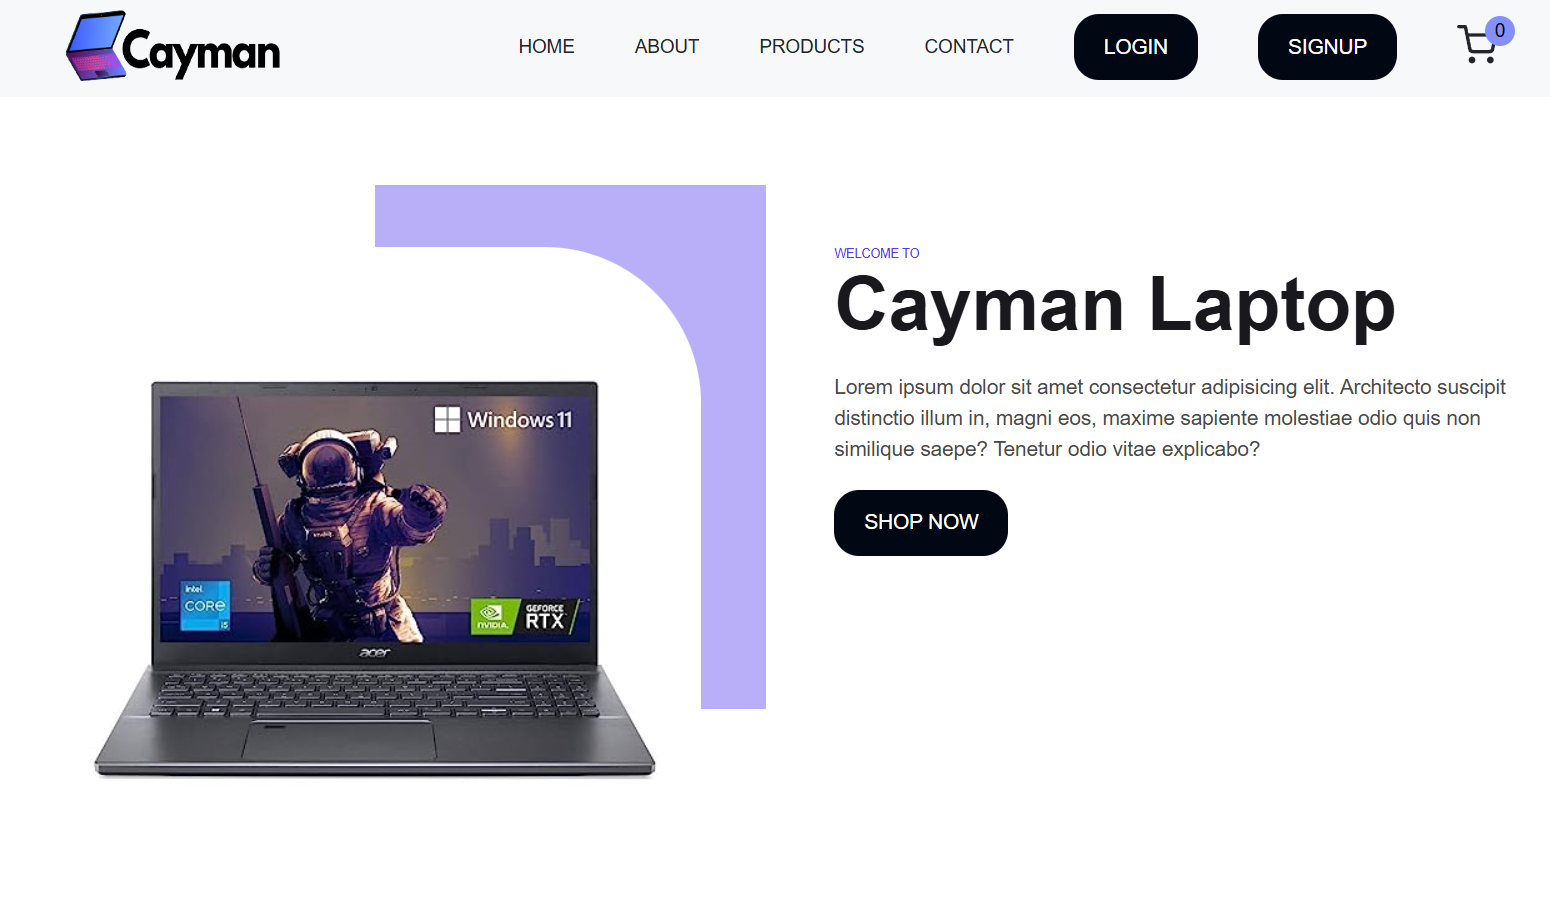 Cayman
HOME
ABOUT
PRODUCTS
CONTACT
LOGIN
SIGNUP
0
WELCOME TO
Cayman Laptop
Lorem ipsum dolor sit amet consectetur adipisicing elit. Architecto suscipit
distinctio illum in, magni eos, maxime sapiente molestiae odio quis non
similique saepe? Tenetur odio vitae explicabo?
SHOP NOW
Windows 11
intel
CORE
i5
NVIDIA.
GEFORCE
RTX
acer